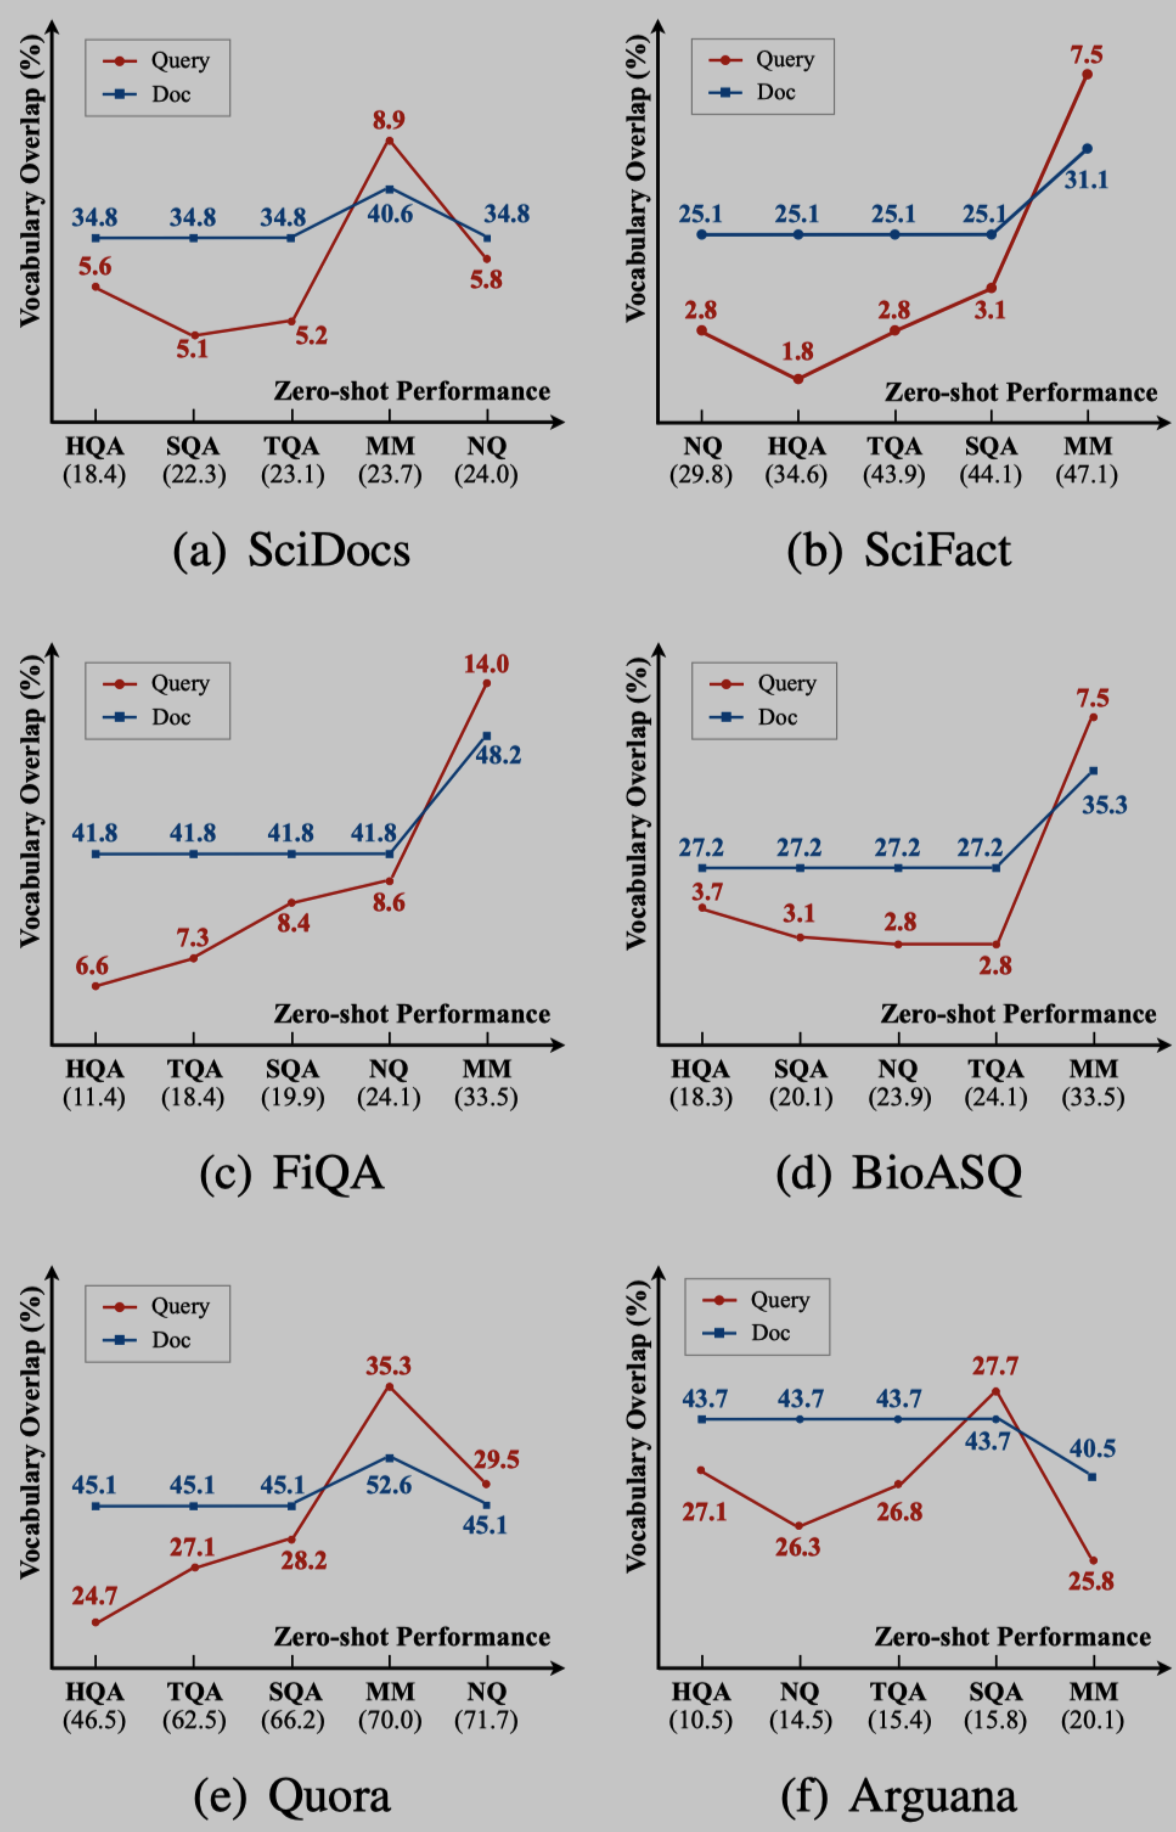 Vocabulary Overlap (%)
Query
Doc
8.9
34.8 34.8 34.8 40.6 34.8
5.6
5.1
5.2
5.8
Zero-shot Performance
HQA SQA TQA MM NQ
(18.4) (22.3) (23.1) (23.7) (24.0)
(a) SciDocs
Vocabulary Overlap (%)
Query
Doc
7.5
25.1 25.1 25.1 25.1 31.1
2.8
1.8
2.8
3.1
Zero-shot Performance
NQ HQA TQA SQA MM
(29.8) (34.6) (43.9) (44.1) (47.1)
(b) SciFact
Vocabulary Overlap (%)
Query
Doc
14.0
41.8 41.8 41.8 41.8 48.2
6.6
7.3
8.4
8.6
Zero-shot Performance
HQA TQA SQA NQ MM
(11.4) (18.4) (19.9) (24.1) (33.5)
(c) FiQA
Vocabulary Overlap (%)
Query
Doc
7.5
27.2 27.2 27.2 27.2 35.3
3.7
3.1
2.8
2.8
Zero-shot Performance
HQA SQA NQ TQA MM
(18.3) (20.1) (23.9) (24.1) (33.5)
(d) BioASQ
Vocabulary Overlap (%)
Query
Doc
35.3
29.5
45.1 45.1 45.1 52.6 45.1
24.7
27.1
28.2
Zero-shot Performance
HQA TQA SQA MM NQ
(46.5) (62.5) (66.2) (70.0) (71.7)
(e) Quora
Vocabulary Overlap (%)
Query
Doc
27.7
43.7 43.7 43.7 43.7 40.5
27.1
26.3
26.8
25.8
Zero-shot Performance
HQA NQ TQA SQA MM
(10.5) (14.5) (15.4) (15.8) (20.1)
(f) Arguana